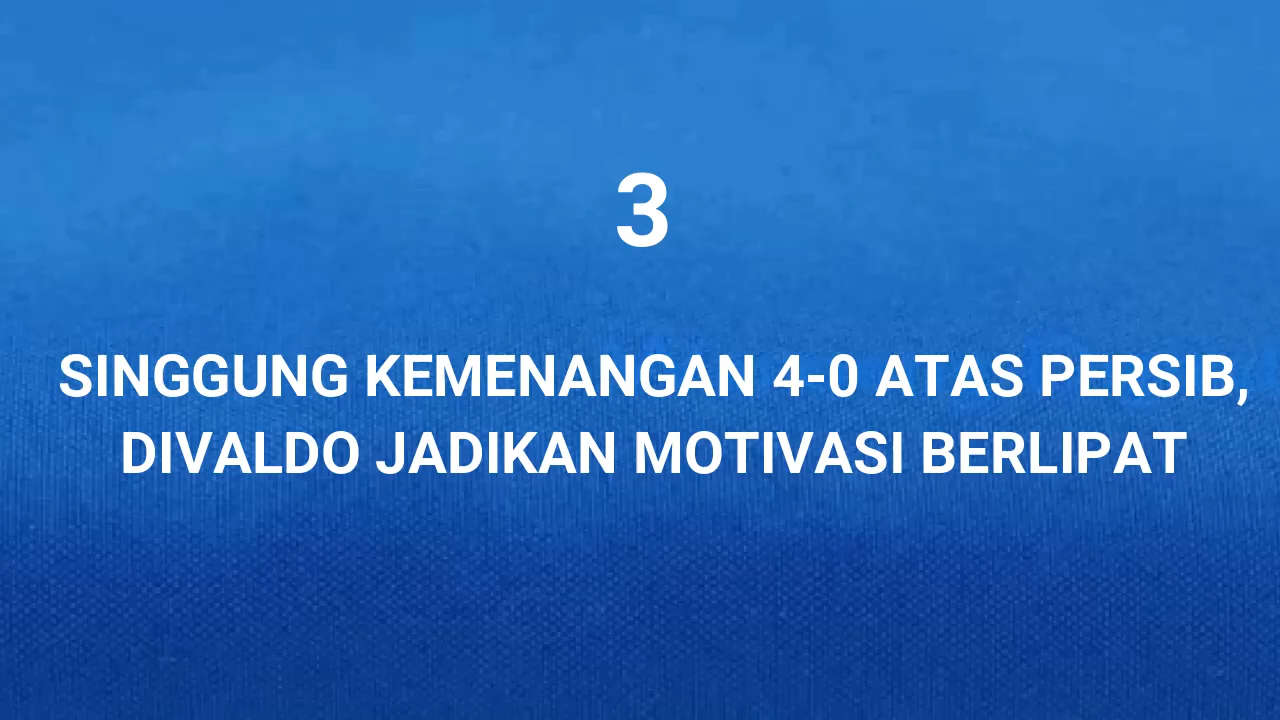 3
SINGGUNG KEMENANGAN 4-0 ATAS PERSIB,
DIVALDO JADIKAN MOTIVASI BERLIPAT